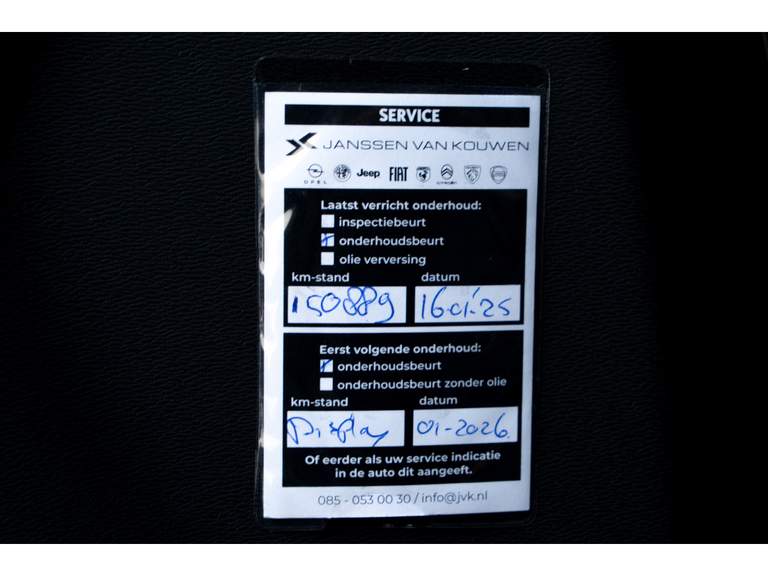 SERVICE
JANSSEN VAN KOUWEN
OPEL Jeep FIAT CITROËN
Laatst verricht onderhoud:
inspectiebeurt
onderhoudsbeurt
olie verversing
km-stand datum
150889 16-01-'25
Eerst volgende onderhoud:
onderhoudsbeurt
onderhoudsbeurt zonder olie
km-stand datum
Display 01-2026.
Of eerder als uw service indicatie
in de auto dit aangeeft.
085 - 053 00 30 / info@jvk.nl